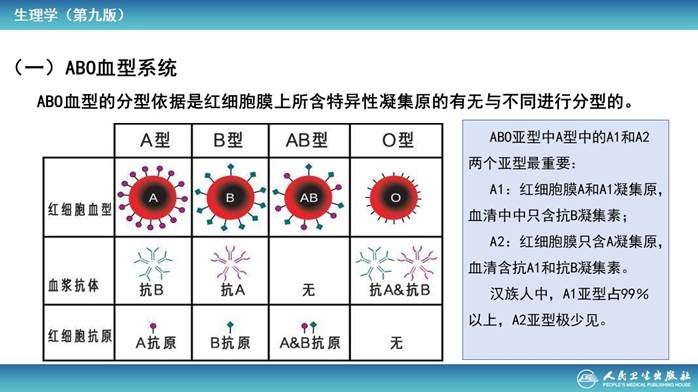 生理学（第九版）
（一）ABO血型系统
ABO血型的分型依据是红细胞膜上所含特异性凝集原的有无与不同进行分型的。
A型 B型 AB型 O型
红细胞血型 A B AB O
血浆抗体 抗B 抗A 无 抗A&抗B
红细胞抗原 A抗原 B抗原 A&B抗原 无
ABO亚型中A型中的A1和A2
两个亚型最重要：
A1：红细胞膜A和A1凝集原，
血清中中只含抗B凝集素；
A2：红细胞膜只含A凝集原，
血清含抗A1和抗B凝集素。
汉族人中，A1亚型占99%
以上，A2亚型极少见。
人民卫生出版社
PEOPLE'S MEDICAL PUBLISHING HOUSE